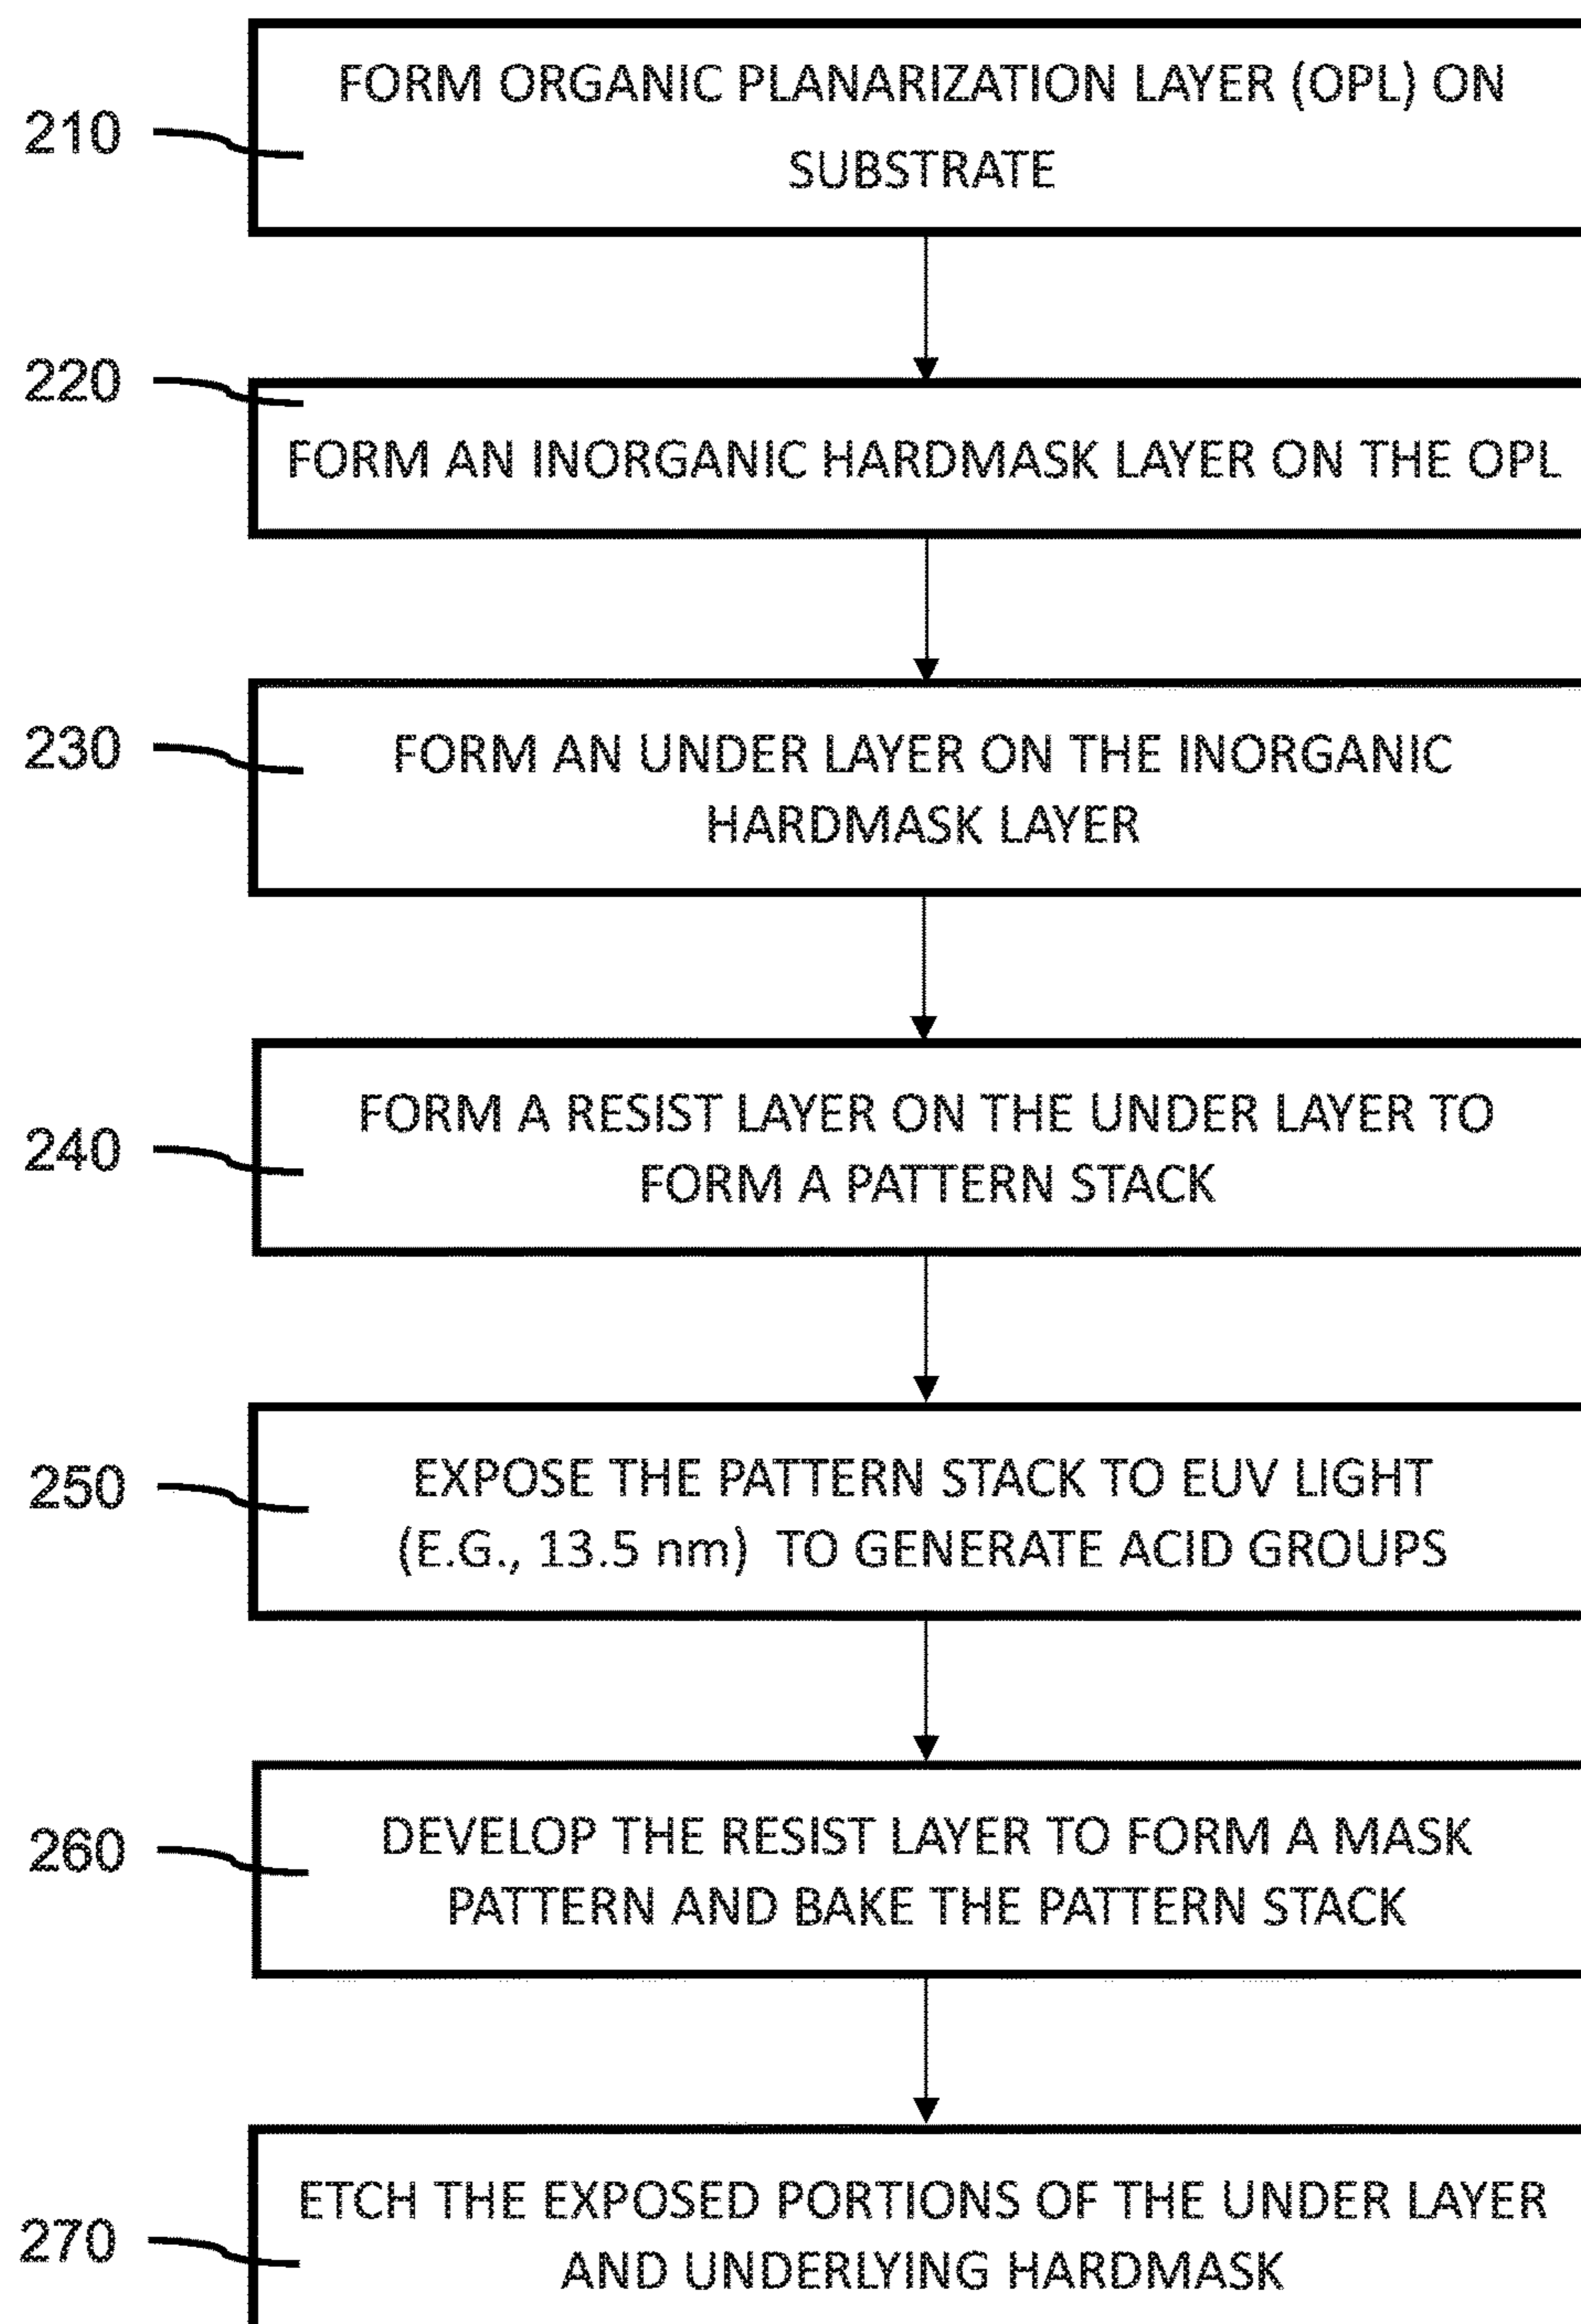 210
FORM ORGANIC PLANARIZATION LAYER (OPL) ON
SUBSTRATE
220
FORM AN INORGANIC HARDMASK LAYER ON THE OPL
230
FORM AN UNDER LAYER ON THE INORGANIC
HARDMASK LAYER
240
FORM A RESIST LAYER ON THE UNDER LAYER TO
FORM A PATTERN STACK
250
EXPOSE THE PATTERN STACK TO EUV LIGHT
(E.G., 13.5 nm) TO GENERATE ACID GROUPS
260
DEVELOP THE RESIST LAYER TO FORM A MASK
PATTERN AND BAKE THE PATTERN STACK
270
ETCH THE EXPOSED PORTIONS OF THE UNDER LAYER
AND UNDERLYING HARDMASK